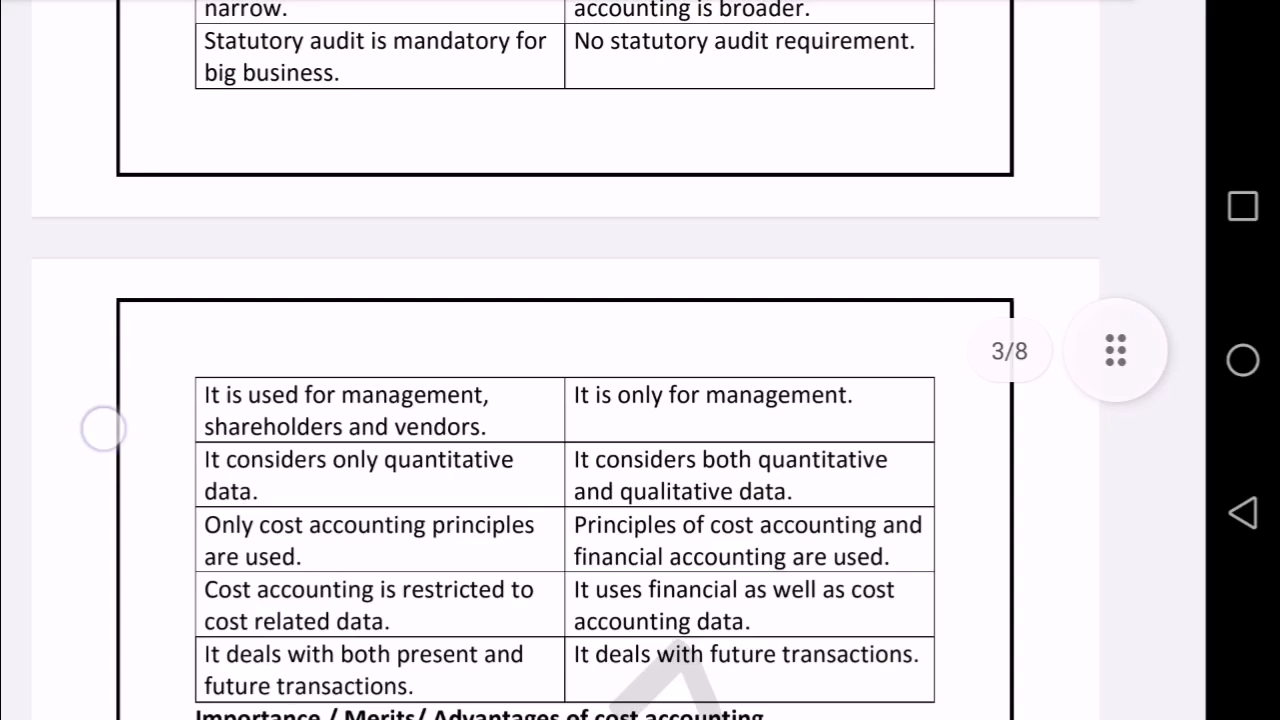 narrow.
accounting is broader.
Statutory audit is mandatory for
big business.
No statutory audit requirement.
3/8
It is used for management,
shareholders and vendors.
It is only for management.
It considers only quantitative
data.
It considers both quantitative
and qualitative data.
Only cost accounting principles
are used.
Principles of cost accounting and
financial accounting are used.
Cost accounting is restricted to
cost related data.
It uses financial as well as cost
accounting data.
It deals with both present and
future transactions.
It deals with future transactions.
Importance / Merits/ Advantages of cost accounting